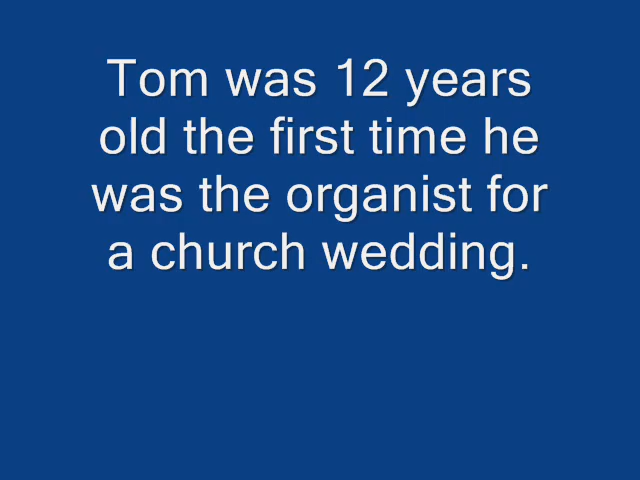 Tom was 12 years
old the first time he
was the organist for
a church wedding.